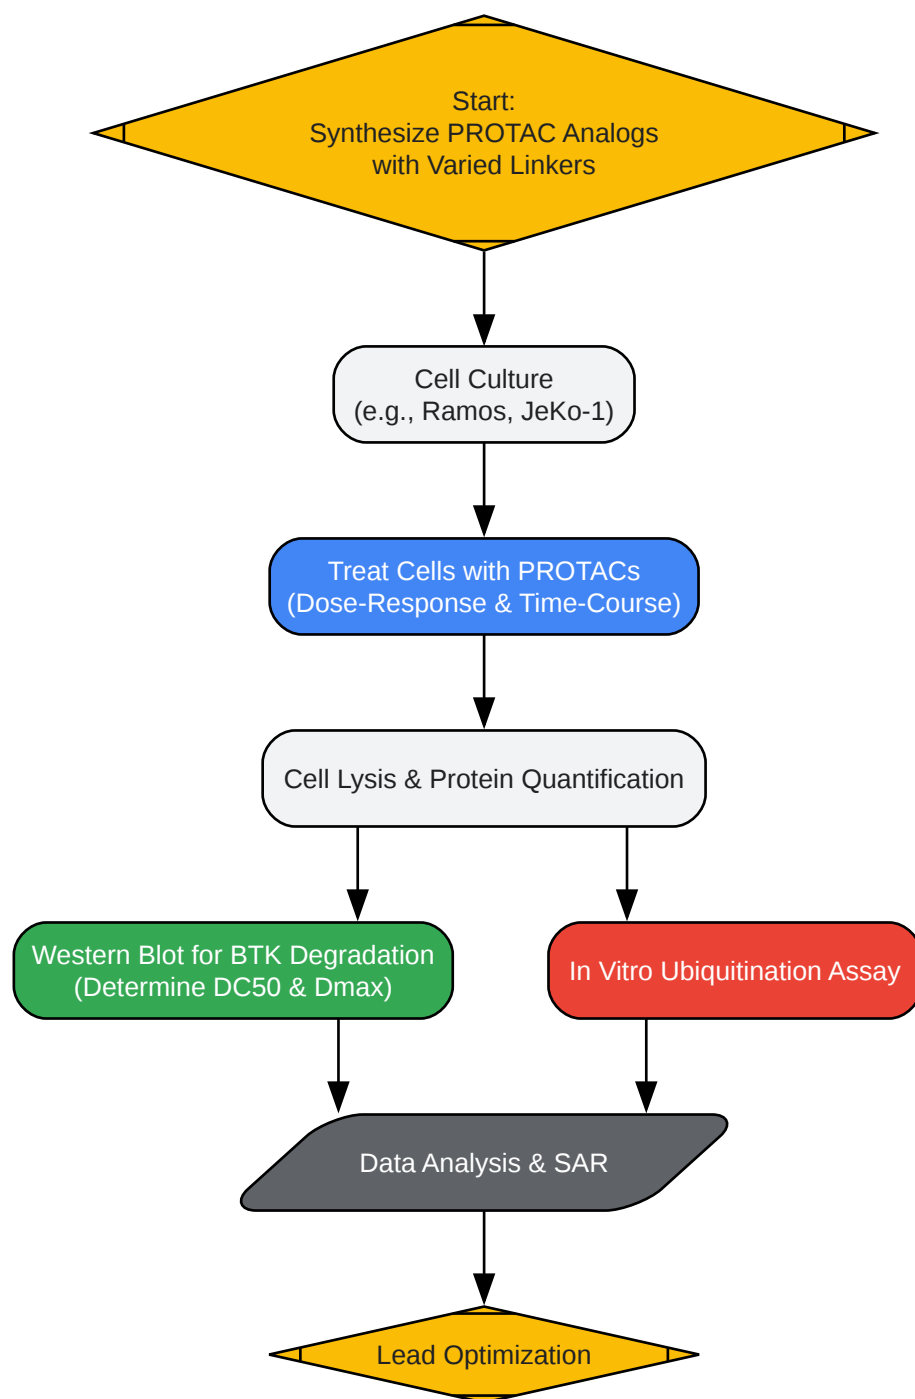 Start:
Synthesize PROTAC Analogs
with Varied Linkers
Cell Culture
(e.g., Ramos, JeKo-1)
Treat Cells with PROTACs
(Dose-Response & Time-Course)
Cell Lysis & Protein Quantification
Western Blot for BTK Degradation
(Determine DC50 & Dmax)
In Vitro Ubiquitination Assay
Data Analysis & SAR
Lead Optimization